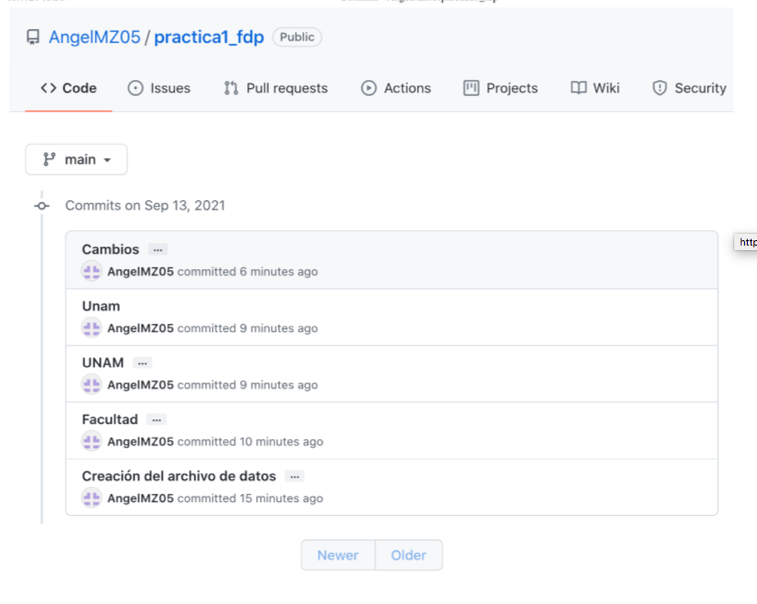 AngelMZ05 / practica1_fdp Public
Code Issues Pull requests Actions Projects Wiki Security
main
Commits on Sep 13, 2021
Cambios ...
AngelMZ05 committed 6 minutes ago
Unam
AngelMZ05 committed 9 minutes ago
UNAM ...
AngelMZ05 committed 9 minutes ago
Facultad ...
AngelMZ05 committed 10 minutes ago
Creación del archivo de datos ...
AngelMZ05 committed 15 minutes ago
Newer Older